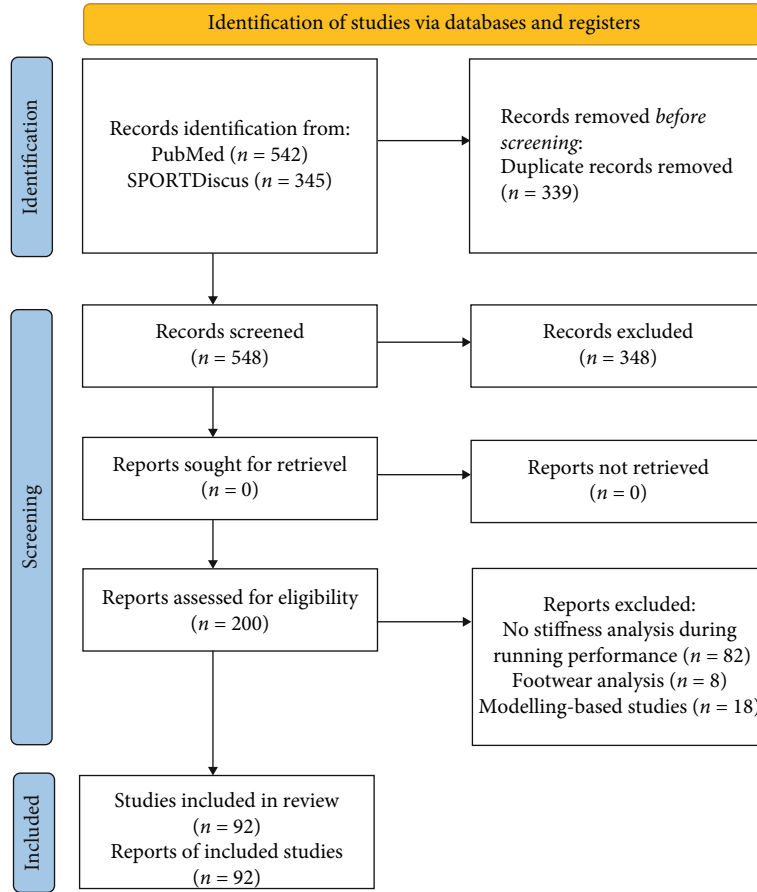 Identification of studies via databases and registers
Identification
Records identification from:
PubMed (n = 542)
SPORTDiscus (n = 345)
Records removed before
screening:
Duplicate records removed
(n = 339)
Screening
Records screened
(n = 548)
Records excluded
(n = 348)
Reports sought for retrievel
(n = 0)
Reports not retrieved
(n = 0)
Reports assessed for eligibility
(n = 200)
Reports excluded:
No stiffness analysis during
running performance (n = 82)
Footwear analysis (n = 8)
Modelling-based studies (n = 18)
Included
Studies included in review
(n = 92)
Reports of included studies
(n = 92)